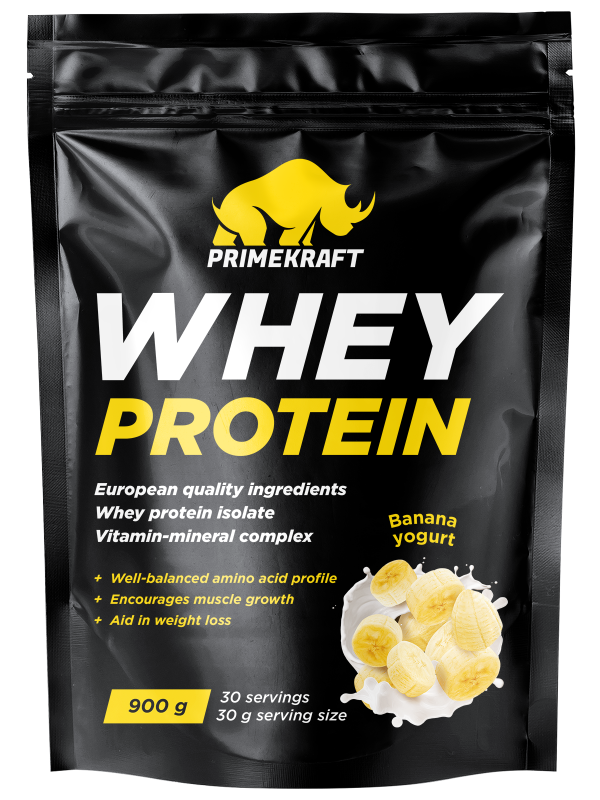 PRIMEKRAFT
WHEY
PROTEIN
European quality ingredients
Whey protein isolate
Vitamin-mineral complex
Banana
yogurt
+ Well-balanced amino acid profile
+ Encourages muscle growth
+ Aid in weight loss
900 g
30 servings
30 g serving size